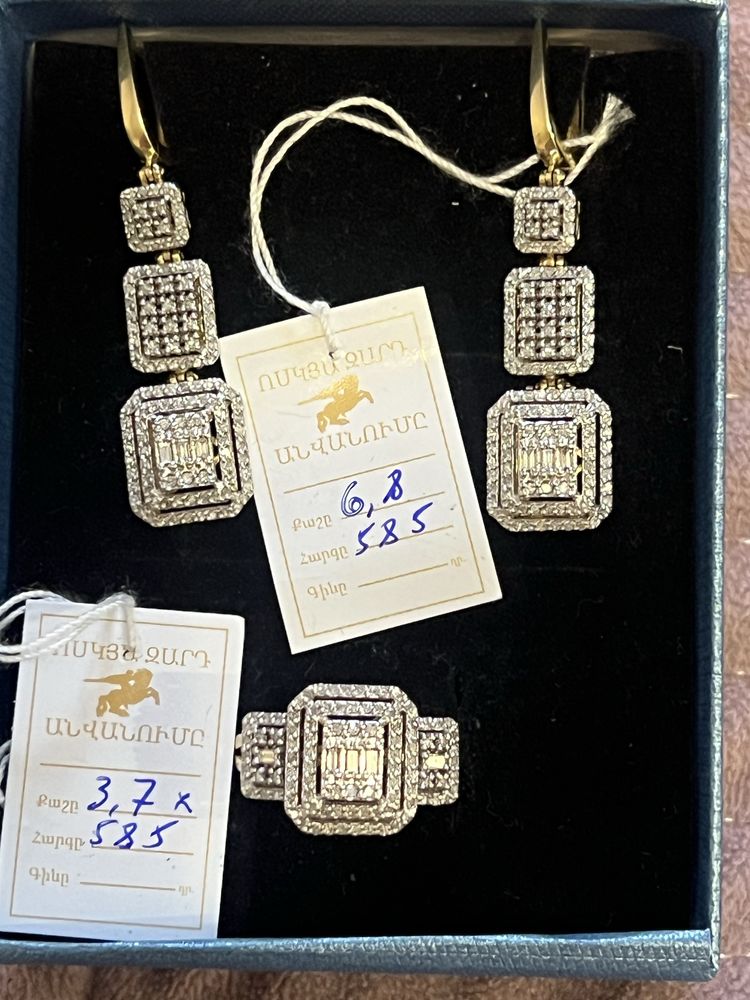 ՈՍԿՅԱ ԶԱՐԴ
ԱՆՎԱՆՈՒՄԸ
Քաշը 6,8
Հարգը 585
Գինը դր.
ՈՍԿՅԱ ԶԱՐԴ
ԱՆՎԱՆՈՒՄԸ
Քաշը 3,7 x
Հարգը 585
Գինը դր.